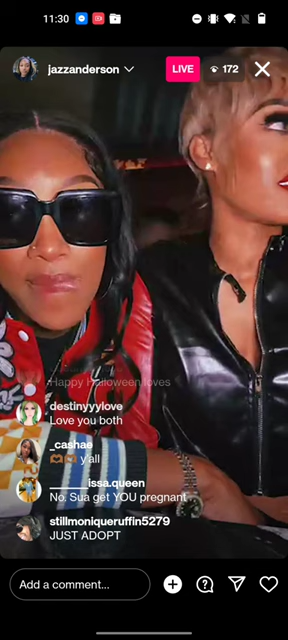 11:30
jazzanderson
LIVE
172
Happy Halloween loves
destinyyylove
Love you both
_cashae
🫶🏾🫶🏾 y'all
______issa.queen
No. Sua get YOU pregnant
stillmoniqueruffin5279
JUST ADOPT
Add a comment...